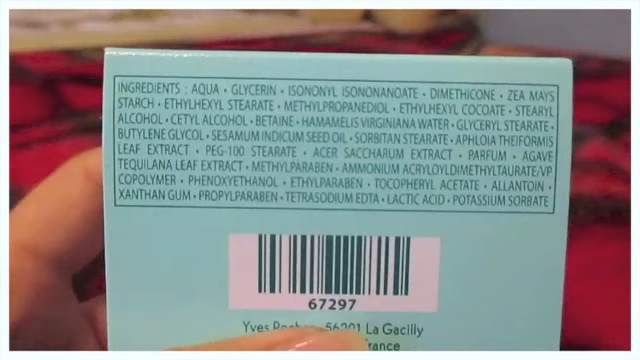 INGREDIENTS : AQUA • GLYCERIN • ISONONYL ISONONANOATE • DIMETHICONE • ZEA MAYS
STARCH • ETHYLHEXYL STEARATE • METHYLPROPANEDIOL • ETHYLHEXYL COCOATE • STEARYL
ALCOHOL • CETYL ALCOHOL • BETAINE • HAMAMELIS VIRGINIANA WATER • GLYCERYL STEARATE •
BUTYLENE GLYCOL • SESAMUM INDICUM SEED OIL • SORBITAN STEARATE • APHLOIA THEIFORMIS
LEAF EXTRACT • PEG-100 STEARATE • ACER SACCHARUM EXTRACT • PARFUM • AGAVE
TEQUILANA LEAF EXTRACT • METHYLPARABEN • AMMONIUM ACRYLOYLDIMETHYLTAURATE/VP
COPOLYMER • PHENOXYETHANOL • ETHYLPARABEN • TOCOPHERYL ACETATE • ALLANTOIN •
XANTHAN GUM • PROPYLPARABEN • TETRASODIUM EDTA • LACTIC ACID • POTASSIUM SORBATE
67297
Yves 56201 La Gacilly
France